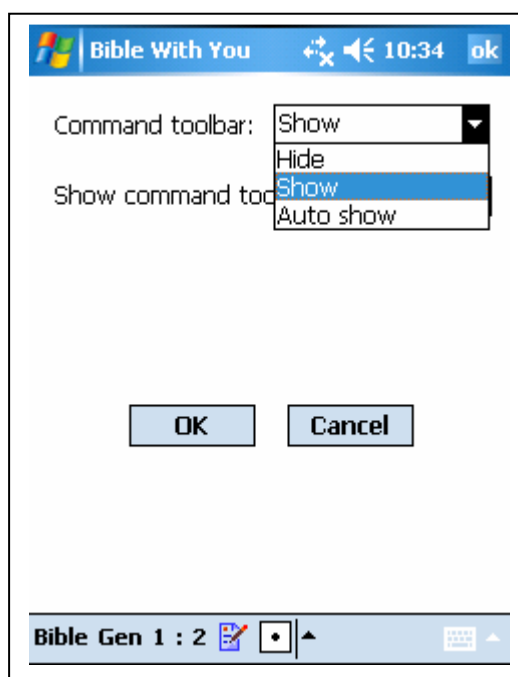 Bible With You 10:34 ok
Command toolbar: Show
Hide
Show command Show
Auto show
OK Cancel
Bible Gen 1 : 2